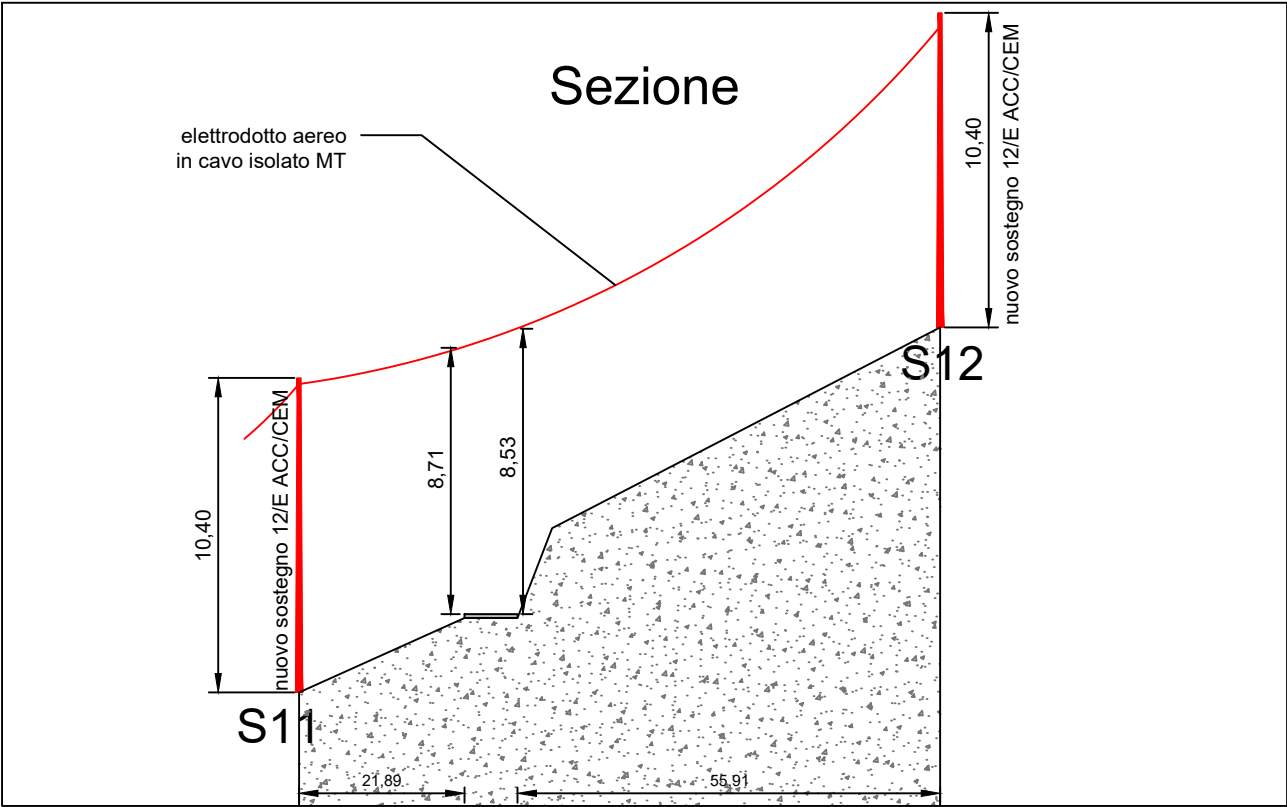 Sezione
elettrodotto aereo
in cavo isolato MT
10,40
nuovo sostegno 12/E ACC/CEM
S12
8,71
8,53
10,40
nuovo sostegno 12/E ACC/CEM
S11
21,89
55,91